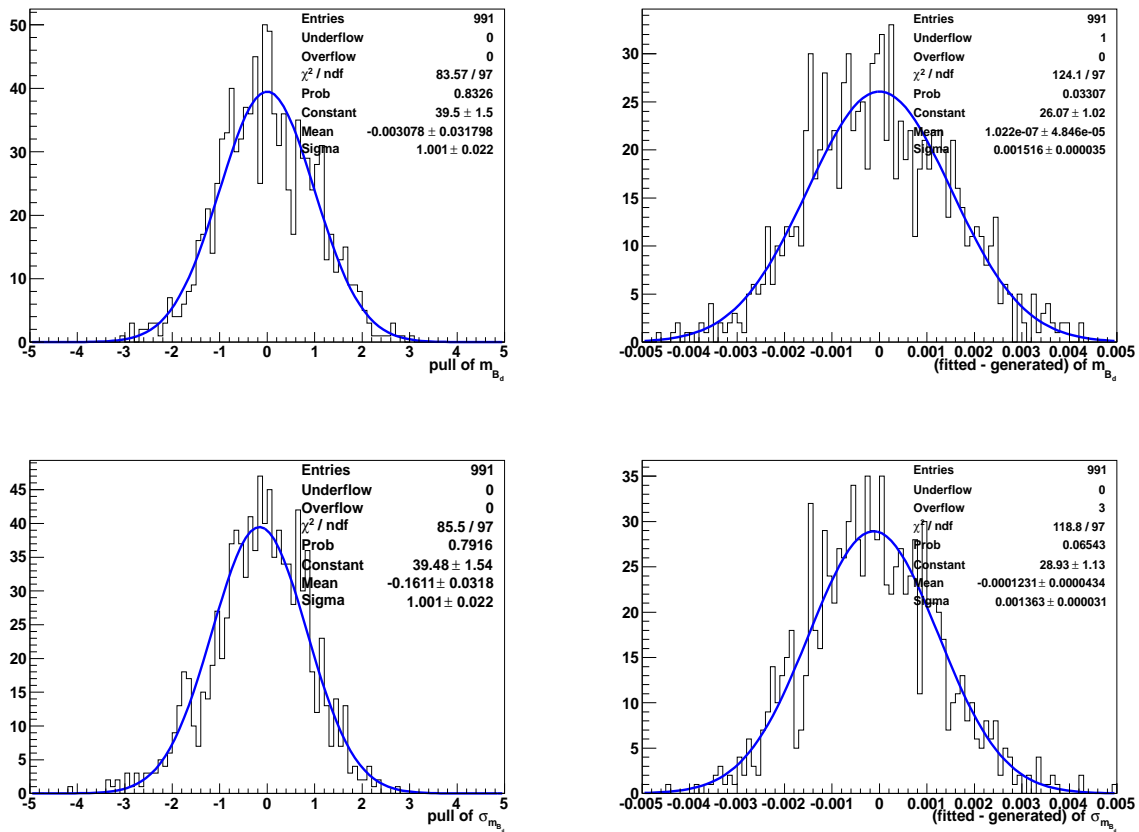 Entries 991
Underflow 0
Overflow 0
χ² / ndf 83.57 / 97
Prob 0.8326
Constant 39.5 ± 1.5
Mean -0.003078 ± 0.031798
Sigma 1.001 ± 0.022
50
40
30
20
10
0
-5 -4 -3 -2 -1 0 1 2 3 4 5
pull of m_{B_d}
Entries 991
Underflow 1
Overflow 0
χ² / ndf 124.1 / 97
Prob 0.03307
Constant 26.07 ± 1.02
Mean 1.022e-07 ± 4.846e-05
Sigma 0.001516 ± 0.000035
30
25
20
15
10
5
0
-0.005 -0.004 -0.003 -0.002 -0.001 0 0.001 0.002 0.003 0.004 0.005
(fitted - generated) of m_{B_d}
Entries 991
Underflow 0
Overflow 0
χ² / ndf 85.5 / 97
Prob 0.7916
Constant 39.48 ± 1.54
Mean -0.1611 ± 0.0318
Sigma 1.001 ± 0.022
45
40
35
30
25
20
15
10
5
0
-5 -4 -3 -2 -1 0 1 2 3 4 5
pull of σ_{m_{B_d}}
Entries 991
Underflow 0
Overflow 3
χ² / ndf 118.8 / 97
Prob 0.06543
Constant 28.93 ± 1.13
Mean -0.0001231 ± 0.0000434
Sigma 0.001363 ± 0.000031
35
30
25
20
15
10
5
0
-0.005 -0.004 -0.003 -0.002 -0.001 0 0.001 0.002 0.003 0.004 0.005
(fitted - generated) of σ_{m_{B_d}}